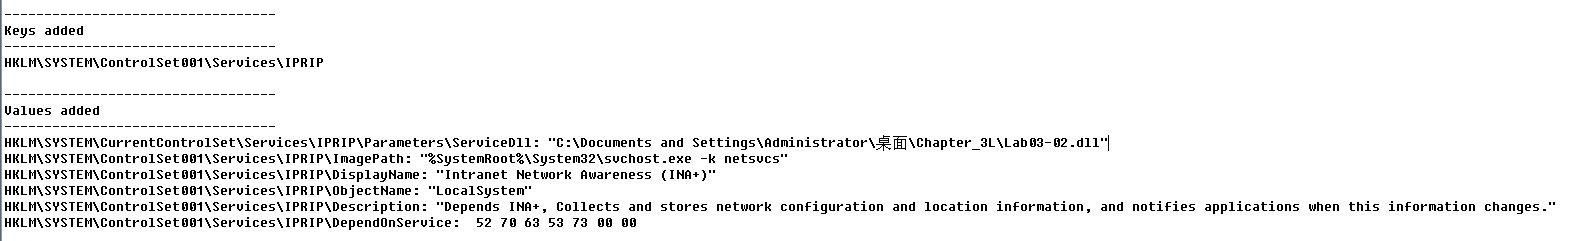 ----------------------------------
Keys added
----------------------------------
HKLM\SYSTEM\ControlSet001\Services\IPRIP
----------------------------------
Values added
----------------------------------
HKLM\SYSTEM\CurrentControlSet\Services\IPRIP\Parameters\ServiceDll: "C:\Documents and Settings\Administrator\桌面\Chapter_3L\Lab03-02.dll"
HKLM\SYSTEM\ControlSet001\Services\IPRIP\ImagePath: "%SystemRoot%\System32\svchost.exe -k netsvcs"
HKLM\SYSTEM\ControlSet001\Services\IPRIP\DisplayName: "Intranet Network Awareness (INA+)"
HKLM\SYSTEM\ControlSet001\Services\IPRIP\ObjectName: "LocalSystem"
HKLM\SYSTEM\ControlSet001\Services\IPRIP\Description: "Depends INA+, Collects and stores network configuration and location information, and notifies applications when this information changes."
HKLM\SYSTEM\ControlSet001\Services\IPRIP\DependOnService:  52 70 63 53 73 00 00